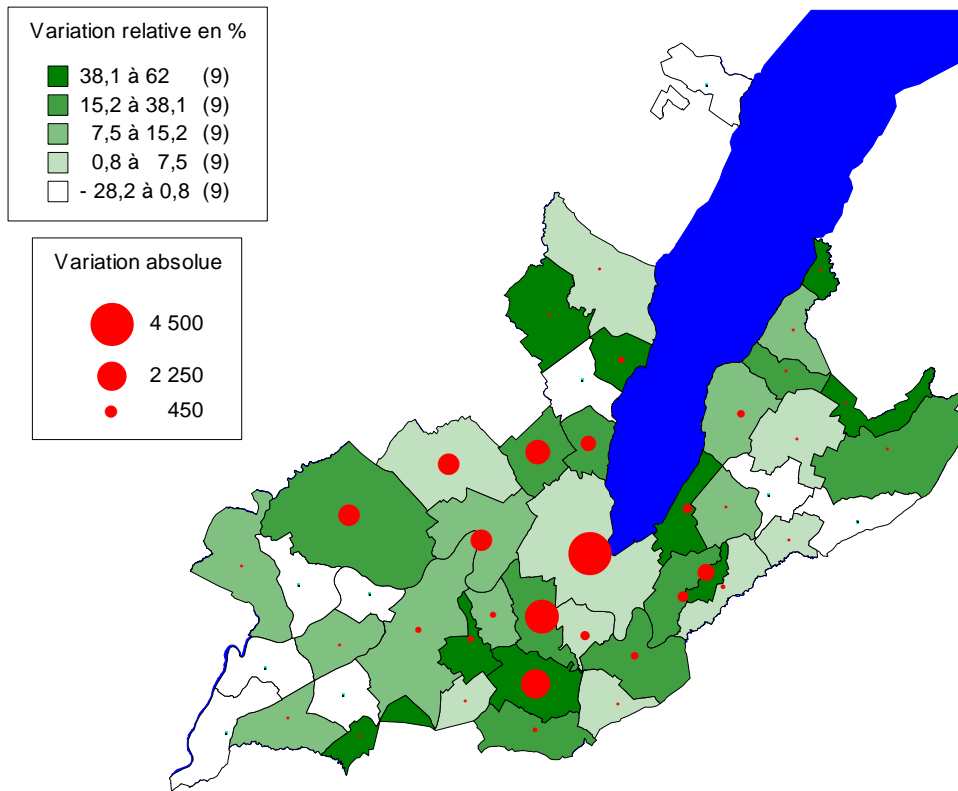 Variation relative en %
38,1 à 62 (9)
15,2 à 38,1 (9)
7,5 à 15,2 (9)
0,8 à 7,5 (9)
- 28,2 à 0,8 (9)
Variation absolue
4 500
2 250
450